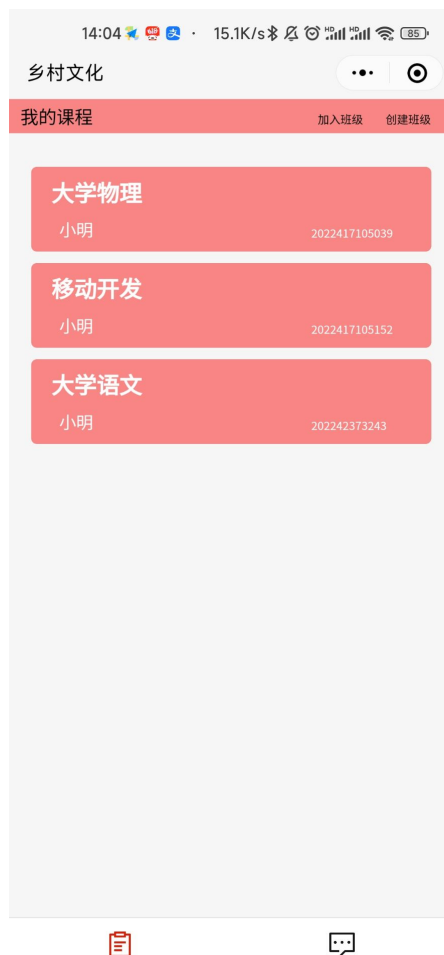 14:04 · 15.1K/s HD HD 85
乡村文化
我的课程 加入班级 创建班级
大学物理
小明 2022417105039
移动开发
小明 2022417105152
大学语文
小明 202242373243